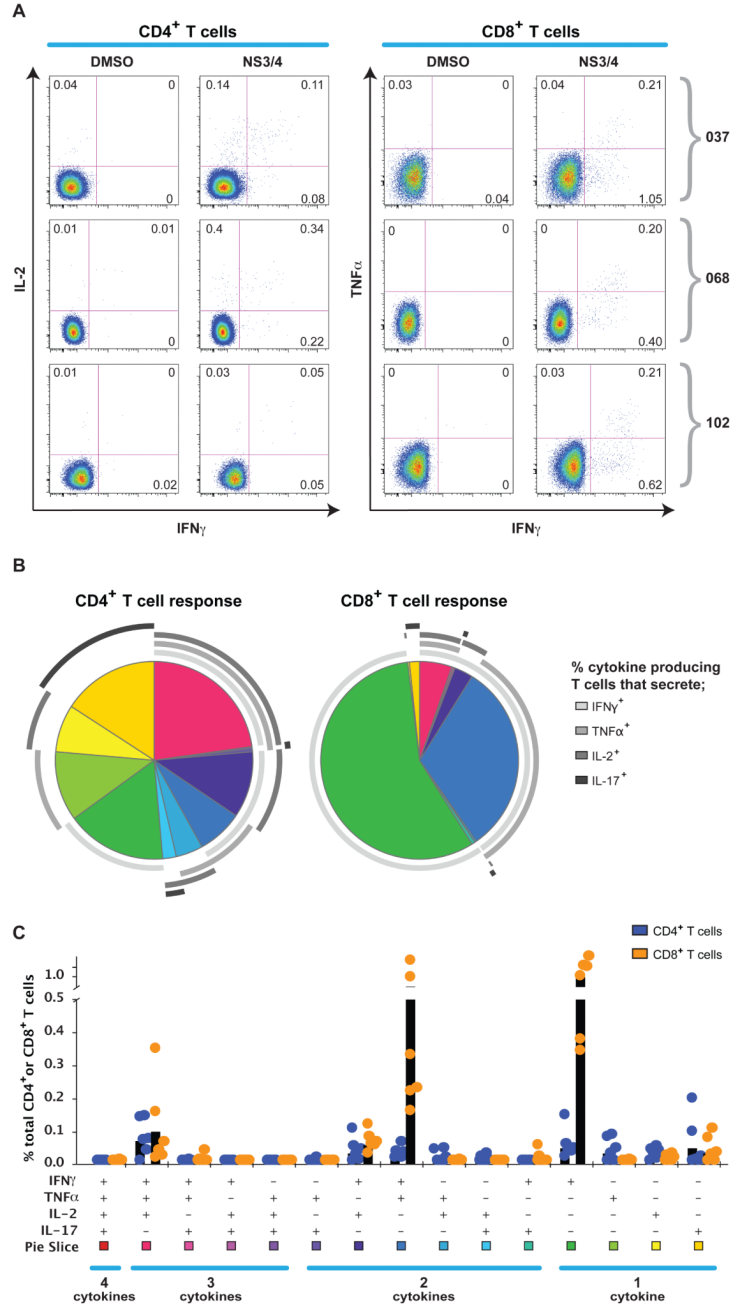 A
CD4+ T cells
CD8+ T cells
DMSO
NS3/4
DMSO
NS3/4
0.04 0
0
0.14 0.11
0.08
0.03 0
0.04
0.04 0.21
1.05
037
0.01 0.01
0
0.4 0.34
0.22
0 0
0
0 0.20
0.40
068
0.01 0
0.02
0.03 0.05
0.05
0 0
0
0.03 0.21
0.62
102
IL-2
TNFα
IFNγ
IFNγ
B
CD4+ T cell response
CD8+ T cell response
% cytokine producing
T cells that secrete;
IFNγ+
TNFα+
IL-2+
IL-17+
C
CD4+ T cells
CD8+ T cells
% total CD4+or CD8+ T cells
1.0
0.5
0.4
0.3
0.2
0.1
0.0
IFNγ + + + + – – + + – – + + – – –
TNFα + + + – + + – + + – – – + – –
IL-2 + + – + + – + – + + – – – + –
IL-17 + – + + + + – – – + + – – – +
Pie Slice
4
cytokines
3
cytokines
2
cytokines
1
cytokine